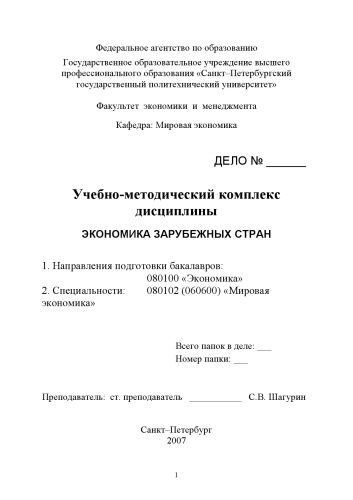 Федеральное агентство по образованию
Государственное образовательное учреждение высшего
профессионального образования «Санкт–Петербургский
государственный политехнический университет»
Факультет экономики и менеджмента
Кафедра: Мировая экономика
ДЕЛО № ______
Учебно-методический комплекс
дисциплины
ЭКОНОМИКА ЗАРУБЕЖНЫХ СТРАН
1. Направления подготовки бакалавров:
080100 «Экономика»
2. Специальности: 080102 (060600) «Мировая
экономика»
Всего папок в деле: ___
Номер папки: ___
Преподаватель: ст. преподаватель __________ С.В. Шагурин
Санкт–Петербург
2007
1